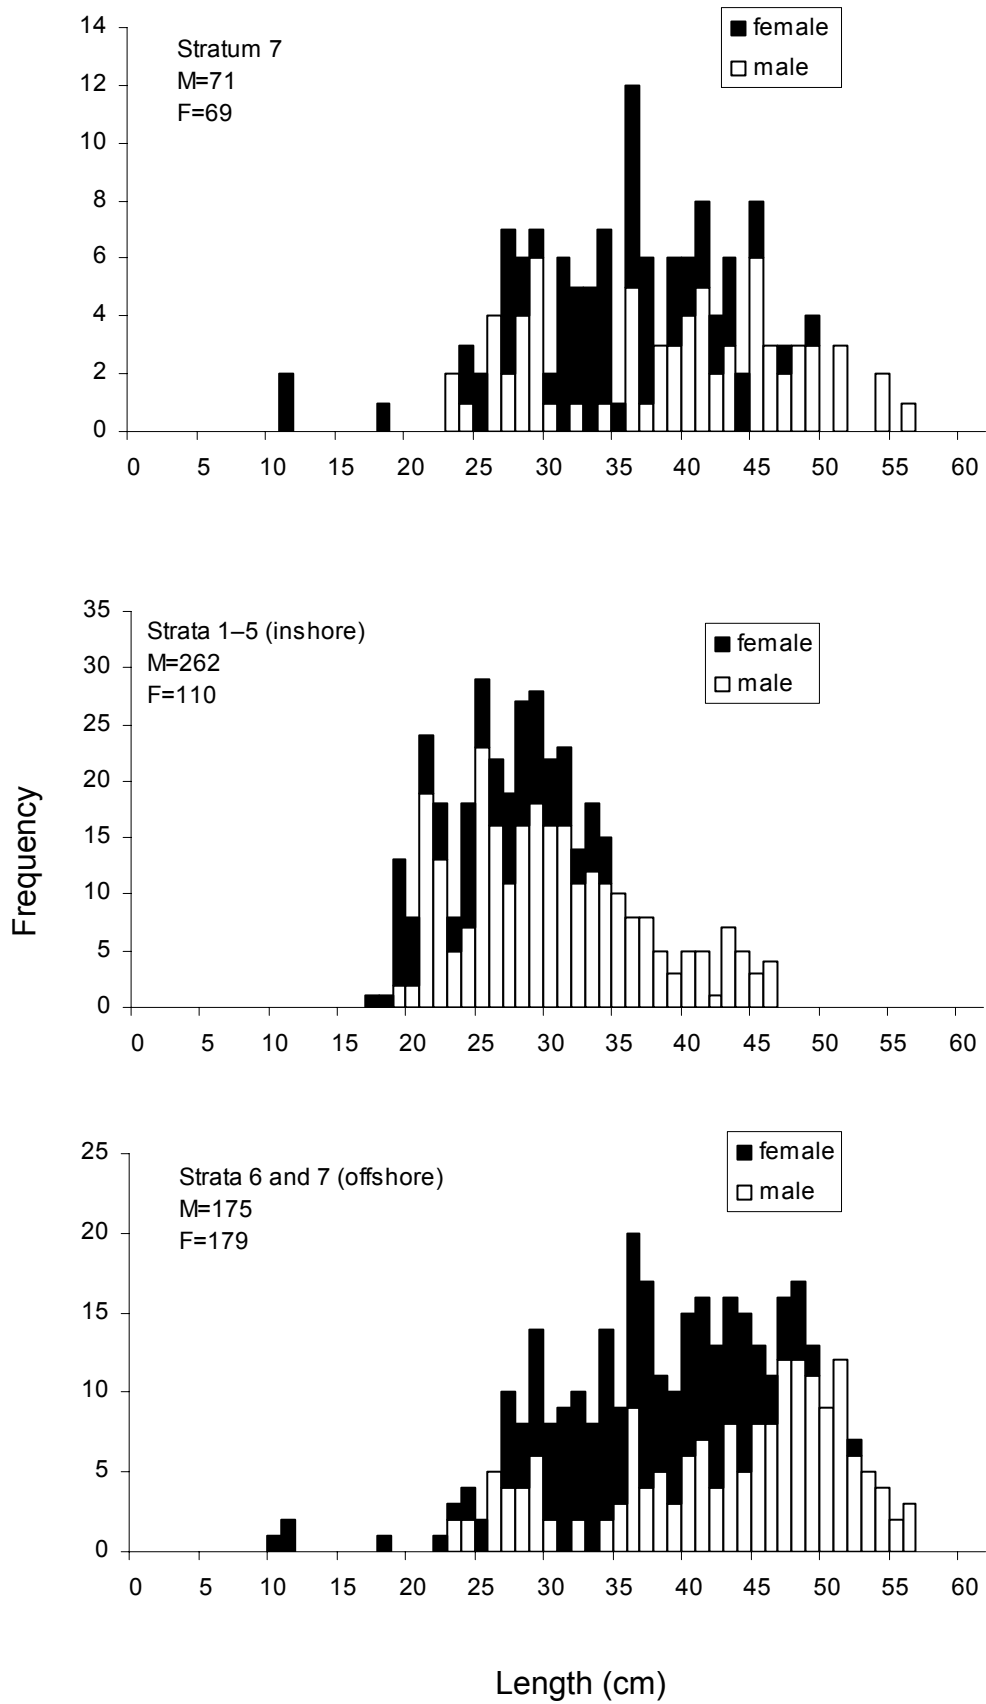 14
12
10
8
6
4
2
0
Stratum 7
M=71
F=69
female
male
0 5 10 15 20 25 30 35 40 45 50 55 60
35
30
25
20
15
10
5
0
Strata 1–5 (inshore)
M=262
F=110
female
male
Frequency
0 5 10 15 20 25 30 35 40 45 50 55 60
25
20
15
10
5
0
Strata 6 and 7 (offshore)
M=175
F=179
female
male
0 5 10 15 20 25 30 35 40 45 50 55 60
Length (cm)